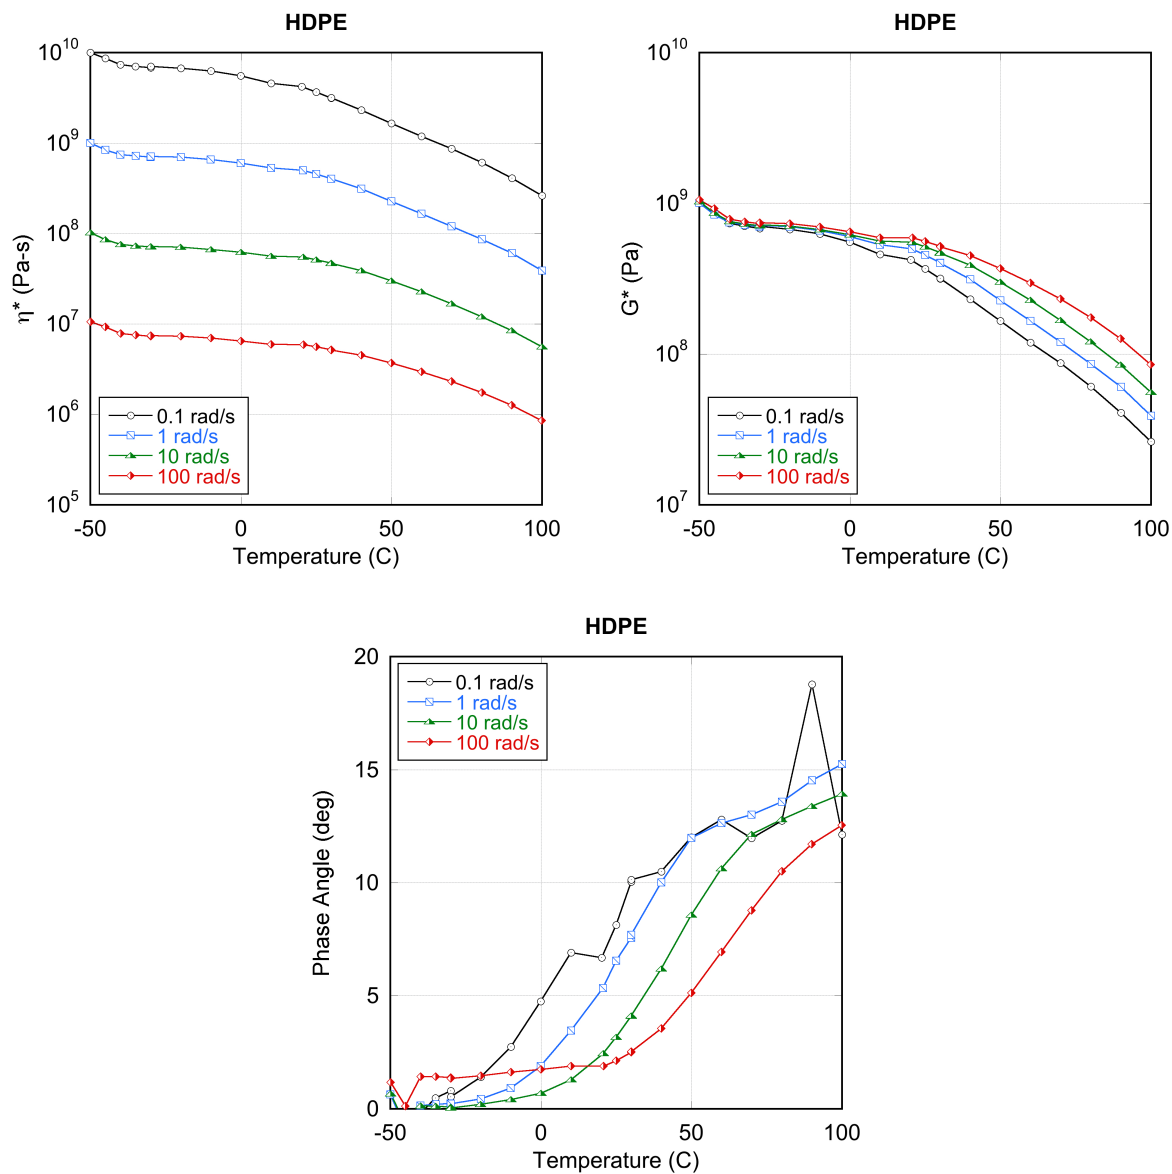 HDPE
10^10
10^9
10^8
10^7
10^6
10^5
η* (Pa-s)
0.1 rad/s
1 rad/s
10 rad/s
100 rad/s
-50 0 50 100
Temperature (C)
HDPE
10^10
10^9
10^8
10^7
G* (Pa)
0.1 rad/s
1 rad/s
10 rad/s
100 rad/s
-50 0 50 100
Temperature (C)
HDPE
20
15
10
5
0
Phase Angle (deg)
0.1 rad/s
1 rad/s
10 rad/s
100 rad/s
-50 0 50 100
Temperature (C)